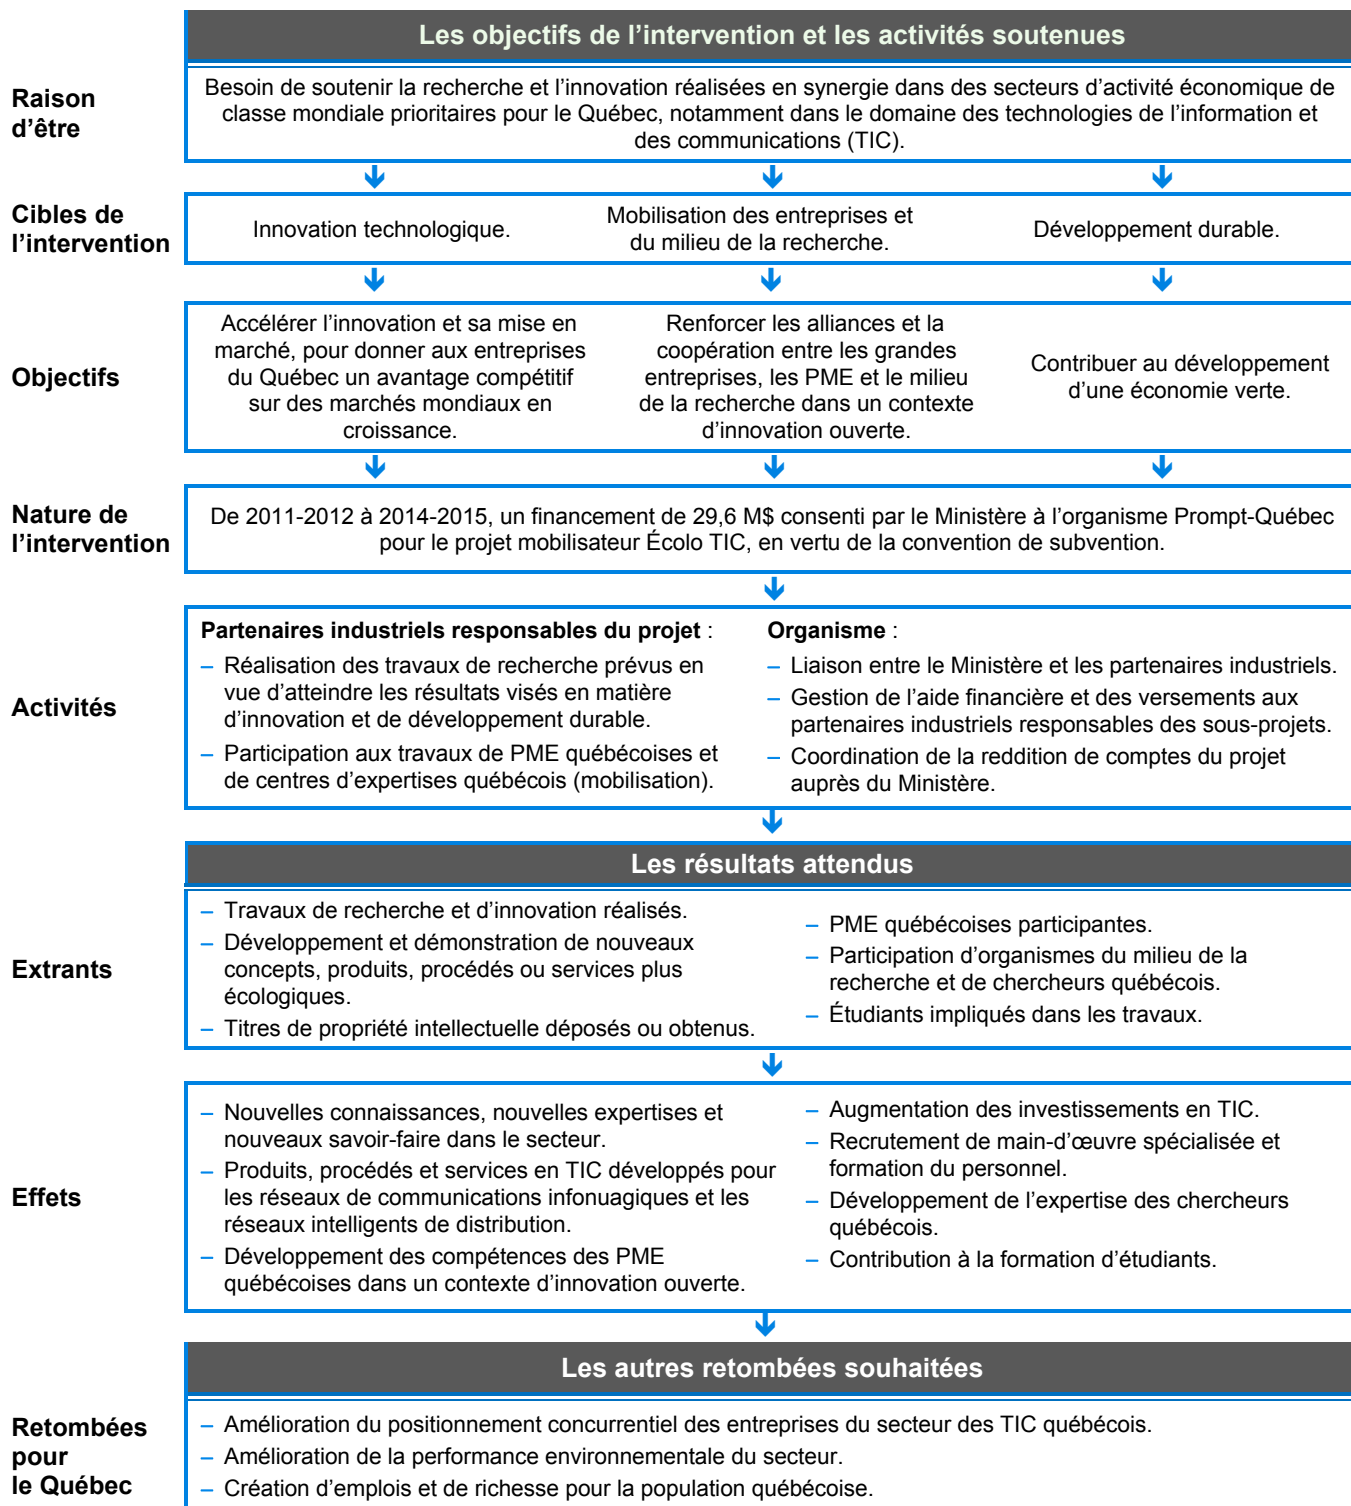 Les objectifs de l’intervention et les activités soutenues
Raison
d’être
Besoin de soutenir la recherche et l’innovation réalisées en synergie dans des secteurs d’activité économique de
classe mondiale prioritaires pour le Québec, notamment dans le domaine des technologies de l’information et
des communications (TIC).
Cibles de
l’intervention
Innovation technologique.
Mobilisation des entreprises et
du milieu de la recherche.
Développement durable.
Objectifs
Accélérer l’innovation et sa mise en
marché, pour donner aux entreprises
du Québec un avantage compétitif
sur des marchés mondiaux en
croissance.
Renforcer les alliances et la
coopération entre les grandes
entreprises, les PME et le milieu
de la recherche dans un contexte
d’innovation ouverte.
Contribuer au développement
d’une économie verte.
Nature de
l’intervention
De 2011-2012 à 2014-2015, un financement de 29,6 M$ consenti par le Ministère à l’organisme Prompt-Québec
pour le projet mobilisateur Écolo TIC, en vertu de la convention de subvention.
Activités
Partenaires industriels responsables du projet :
– Réalisation des travaux de recherche prévus en
vue d’atteindre les résultats visés en matière
d’innovation et de développement durable.
– Participation aux travaux de PME québécoises et
de centres d’expertises québécois (mobilisation).
Organisme :
– Liaison entre le Ministère et les partenaires industriels.
– Gestion de l’aide financière et des versements aux
partenaires industriels responsables des sous-projets.
– Coordination de la reddition de comptes du projet
auprès du Ministère.
Les résultats attendus
Extrants
– Travaux de recherche et d’innovation réalisés.
– Développement et démonstration de nouveaux
concepts, produits, procédés ou services plus
écologiques.
– Titres de propriété intellectuelle déposés ou obtenus.
– PME québécoises participantes.
– Participation d’organismes du milieu de la
recherche et de chercheurs québécois.
– Étudiants impliqués dans les travaux.
Effets
– Nouvelles connaissances, nouvelles expertises et
nouveaux savoir-faire dans le secteur.
– Produits, procédés et services en TIC développés pour
les réseaux de communications infonuagiques et les
réseaux intelligents de distribution.
– Développement des compétences des PME
québécoises dans un contexte d’innovation ouverte.
– Augmentation des investissements en TIC.
– Recrutement de main-d’œuvre spécialisée et
formation du personnel.
– Développement de l’expertise des chercheurs
québécois.
– Contribution à la formation d’étudiants.
Les autres retombées souhaitées
Retombées
pour
le Québec
– Amélioration du positionnement concurrentiel des entreprises du secteur des TIC québécois.
– Amélioration de la performance environnementale du secteur.
– Création d’emplois et de richesse pour la population québécoise.